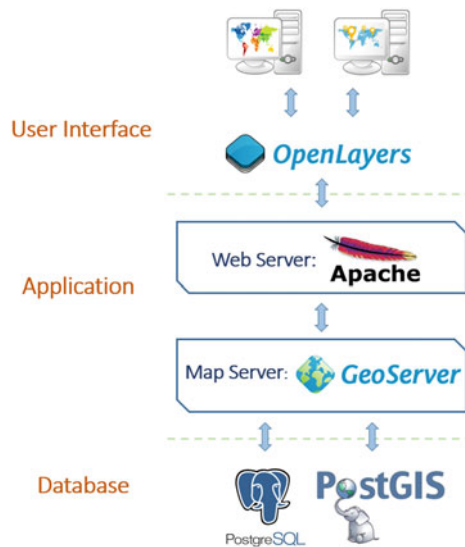 User Interface
OpenLayers
Web Server:
Apache
Application
Map Server:
GeoServer
Database
PostgreSQL
PostGIS